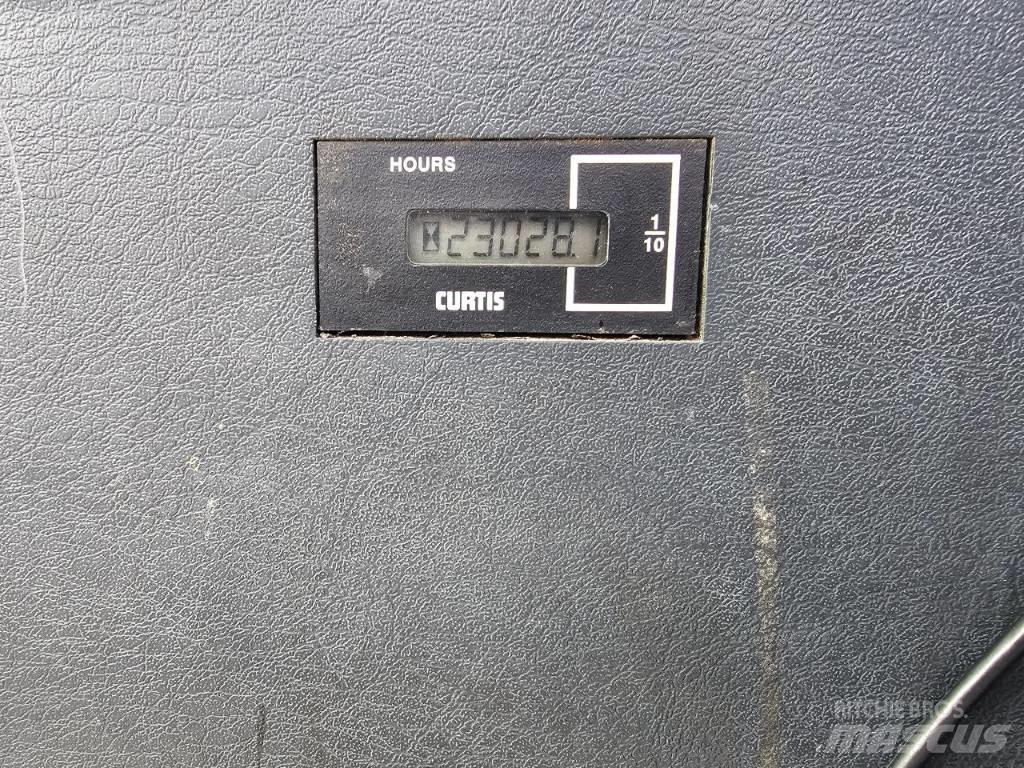 HOURS
23028.1
1/10
CURTIS
RITCHIE BROS.
MASCUS